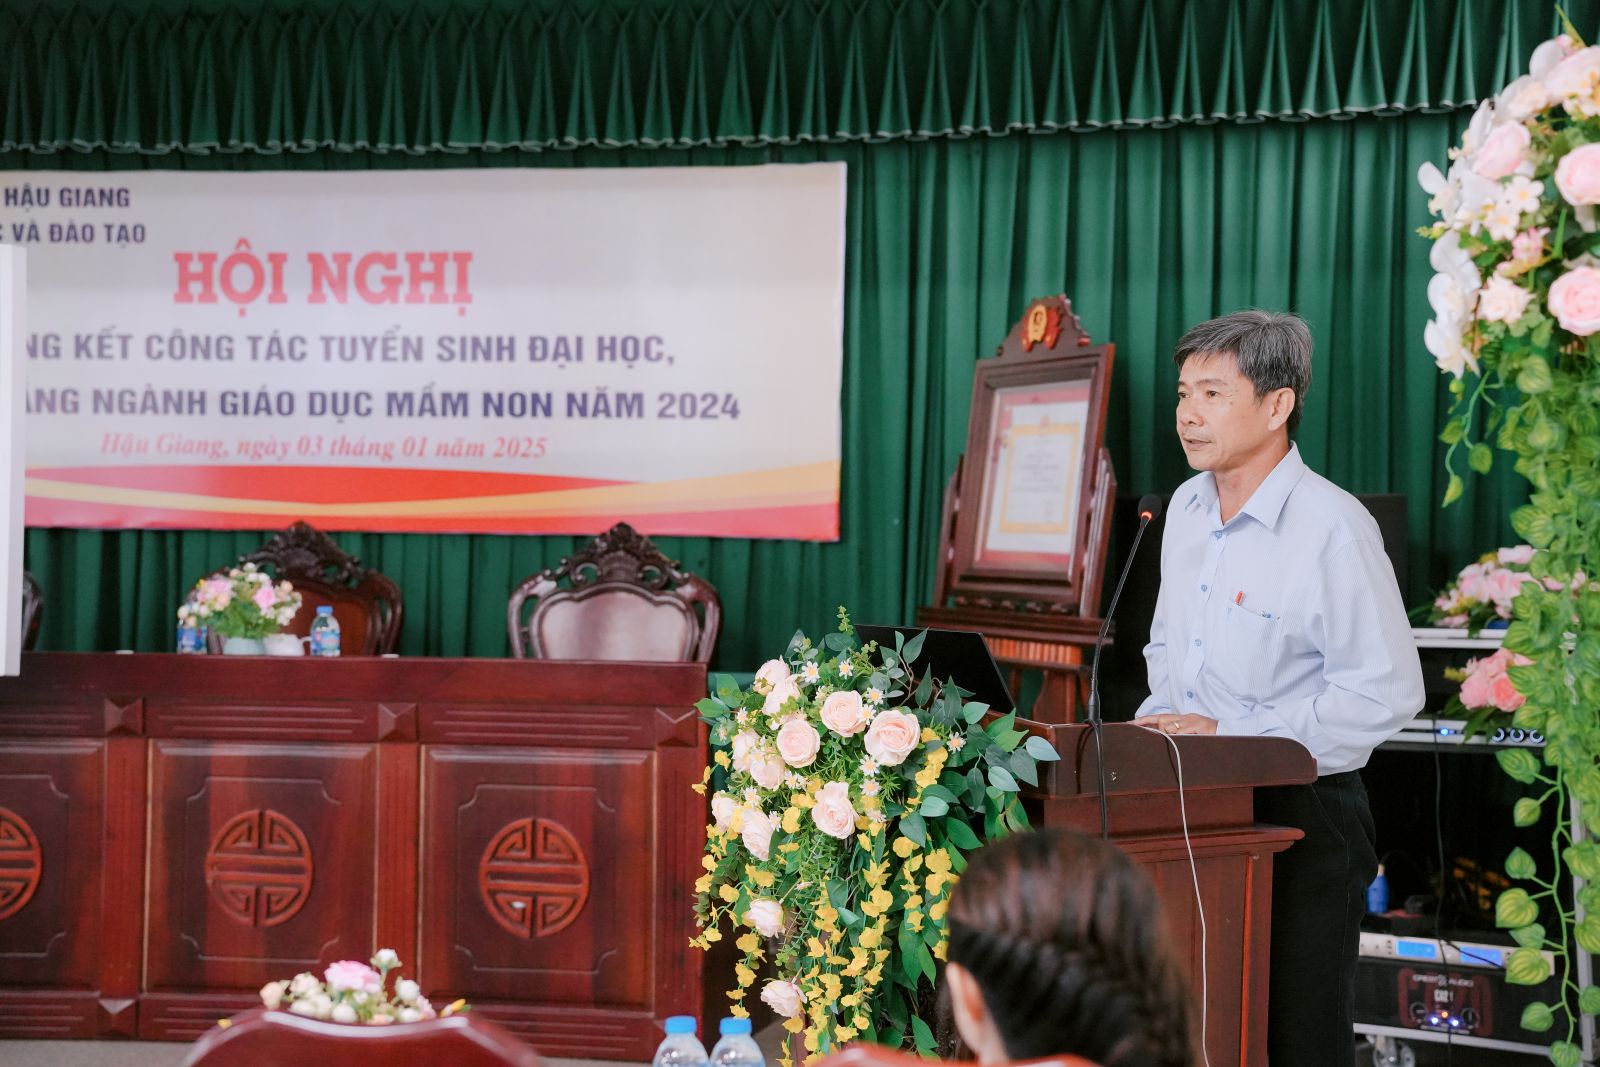 HẬU GIANG
VÀ ĐÀO TẠO
HỘI NGHỊ
NG KẾT CÔNG TÁC TUYỂN SINH ĐẠI HỌC,
NGÀNH GIÁO DỤC MẦM NON NĂM 2024
Hậu Giang, ngày 03 tháng 01 năm 2025